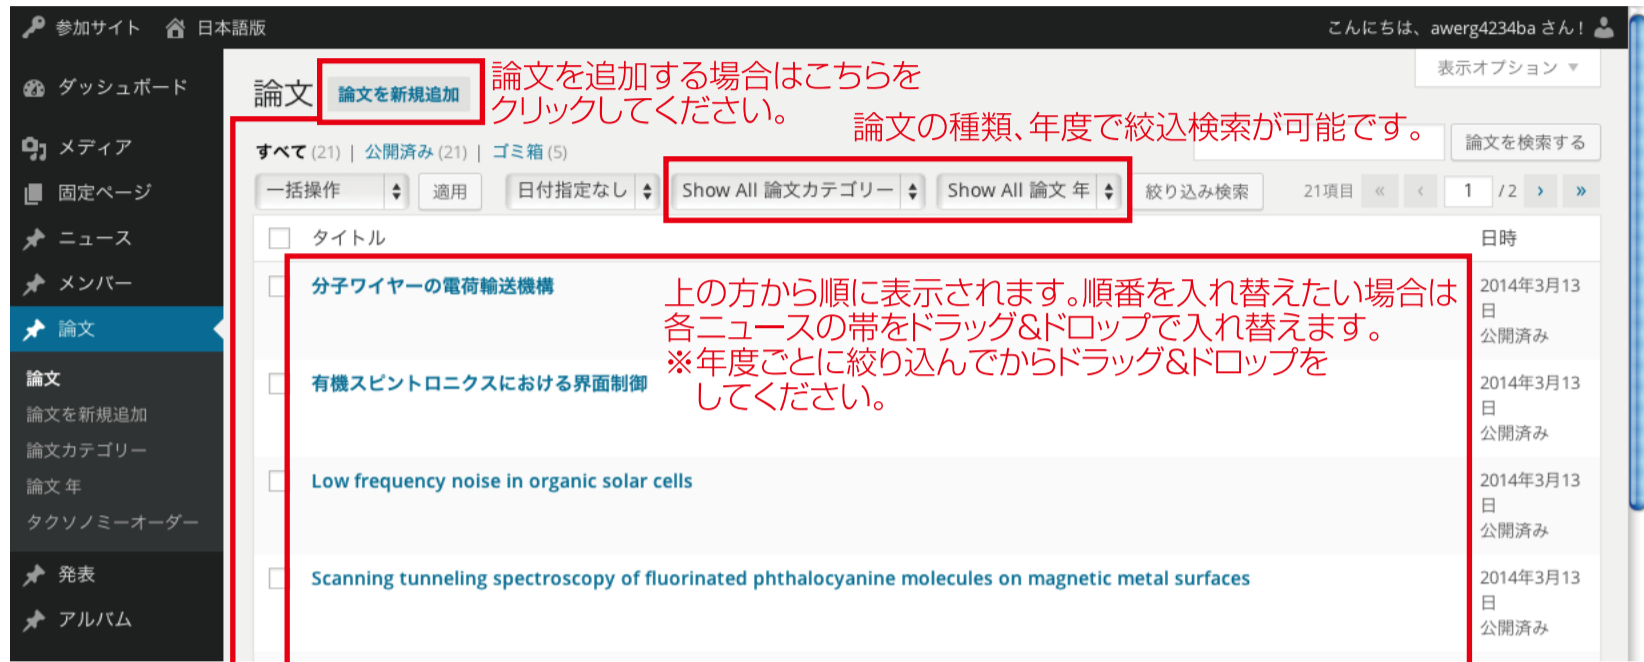 参加サイト 日本語版 こんにちは、awerg4234ba さん !
ダッシュボード
メディア
固定ページ
ニュース
メンバー
論文
論文
論文を新規追加
論文カテゴリー
論文 年
タクソノミーオーダー
発表
アルバム
表示オプション ▼
論文 論文を新規追加
論文を追加する場合はこちらを
クリックしてください。
論文の種類、年度で絞込検索が可能です。
すべて (21) | 公開済み (21) | ゴミ箱 (5)
論文を検索する
一括操作 適用 日付指定なし Show All 論文カテゴリー Show All 論文 年 絞り込み検索 21項目 « ‹ 1 / 2 › »
タイトル 日時
分子ワイヤーの電荷輸送機構
2014年3月13
日
公開済み
上の方から順に表示されます。順番を入れ替えたい場合は
各ニュースの帯をドラッグ&ドロップで入れ替えます。
※年度ごとに絞り込んでからドラッグ&ドロップを
してください。
有機スピントロニクスにおける界面制御
2014年3月13
日
公開済み
Low frequency noise in organic solar cells
2014年3月13
日
公開済み
Scanning tunneling spectroscopy of fluorinated phthalocyanine molecules on magnetic metal surfaces
2014年3月13
日
公開済み